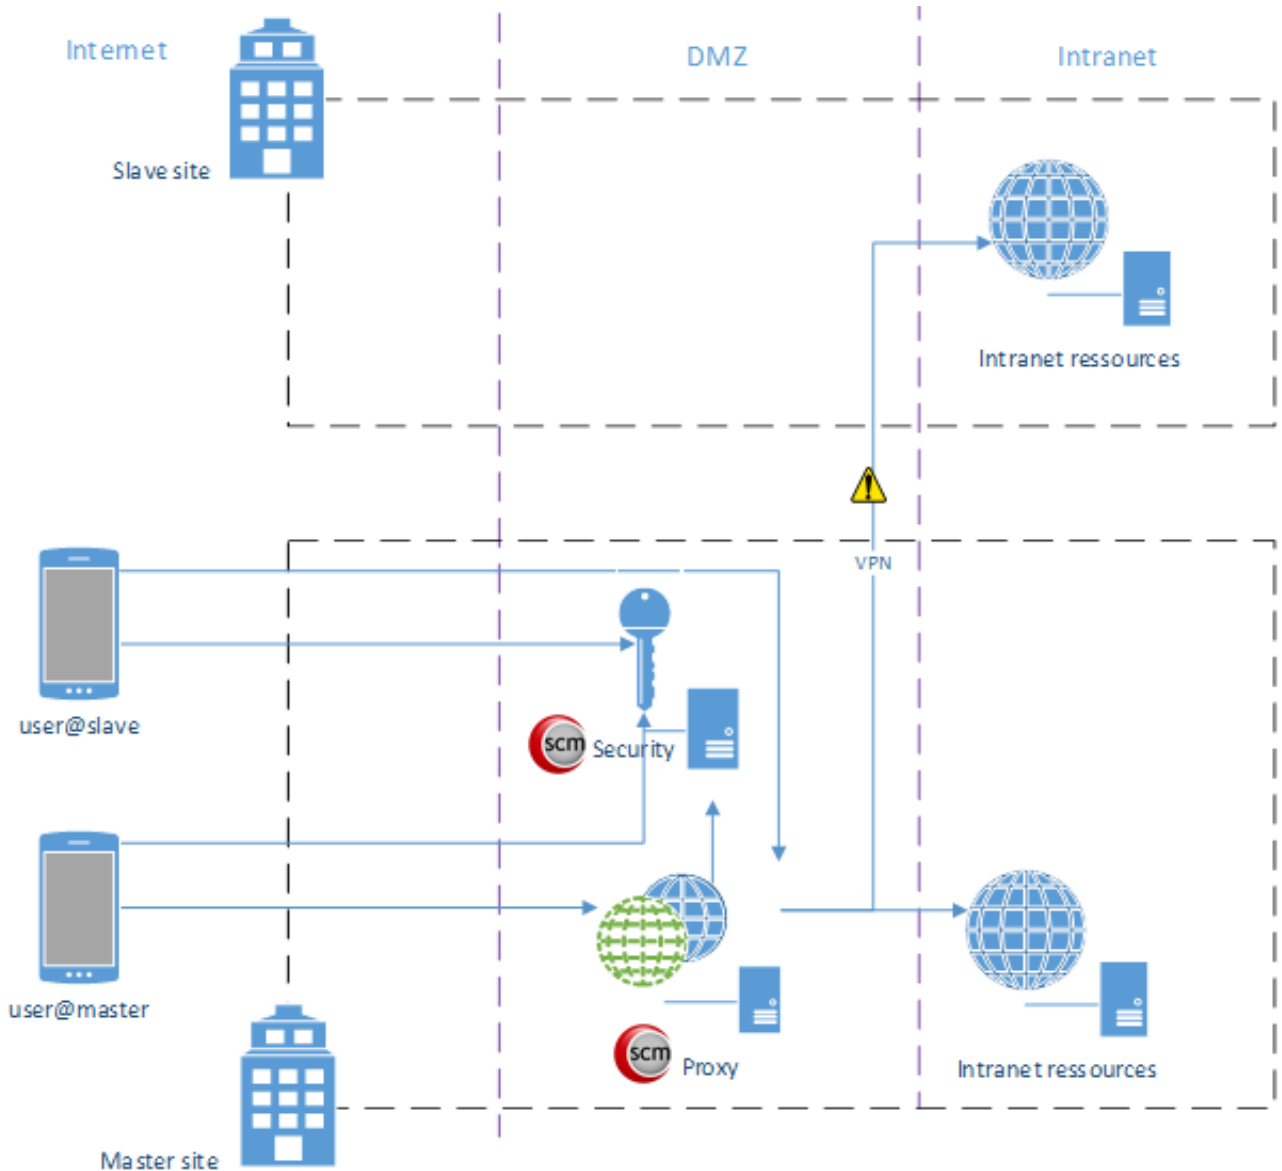 Internet
DMZ
Intranet
Slave site
Intranet ressources
VPN
user@slave
scm
Security
user@master
scm
Proxy
Intranet ressources
Master site